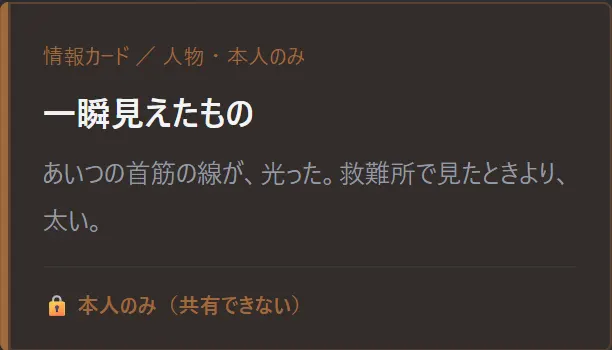 情報カード ／ 人物 · 本人のみ
一瞬見えたもの
あいつの首筋の線が、光った。救難所で見たときより、
太い。
🔒 本人のみ（共有できない）